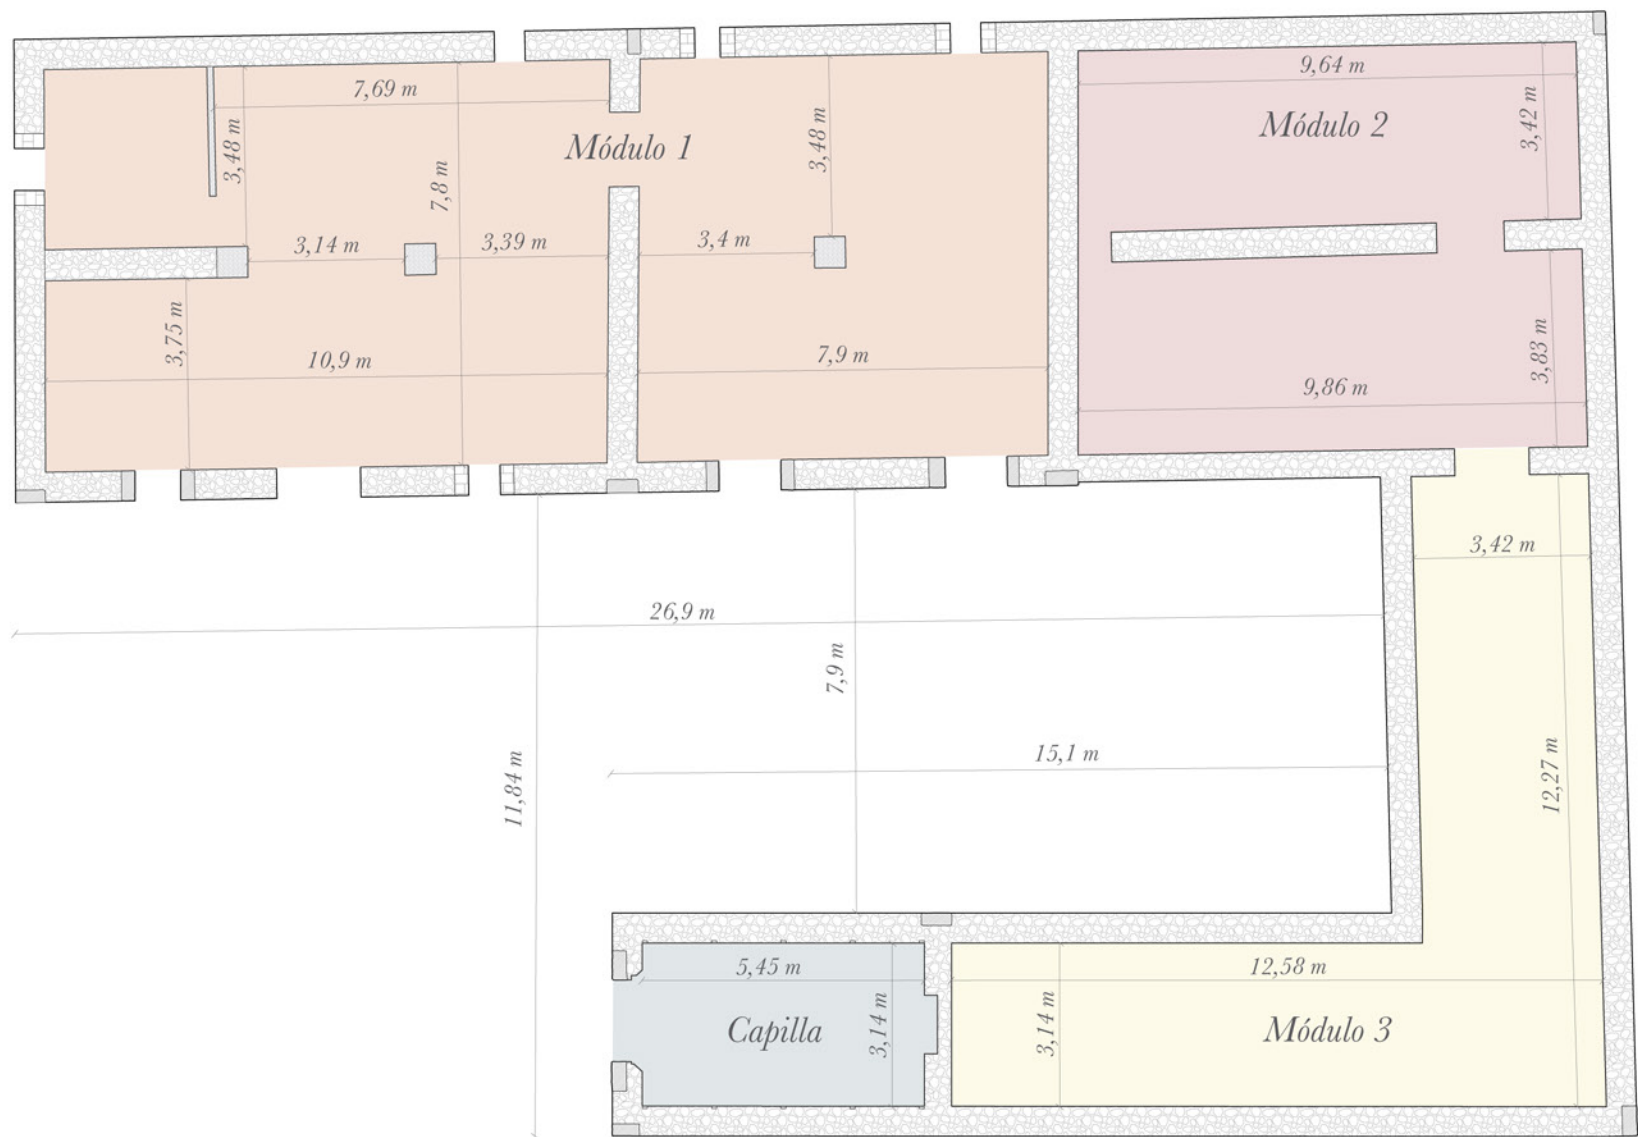 9,64 m
7,69 m
Módulo 2
3,42 m
Módulo 1
3,48 m
3,48 m
7,8 m
3,14 m
3,39 m
3,4 m
3,75 m
10,9 m
7,9 m
3,83 m
9,86 m
3,42 m
26,9 m
7,9 m
15,1 m
11,84 m
12,27 m
5,45 m
12,58 m
Capilla
3,14 m
3,14 m
Módulo 3